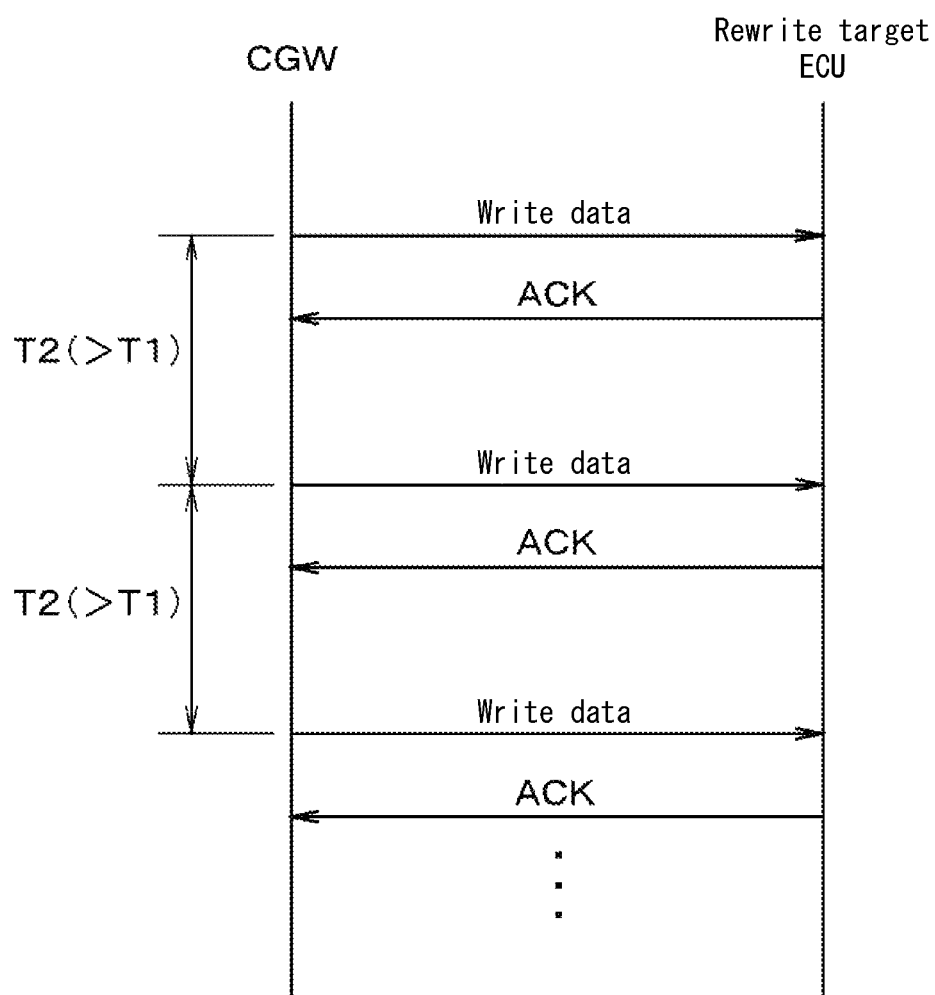 CGW
Rewrite target
ECU
Write data
ACK
T2(>T1)
Write data
ACK
T2(>T1)
Write data
ACK